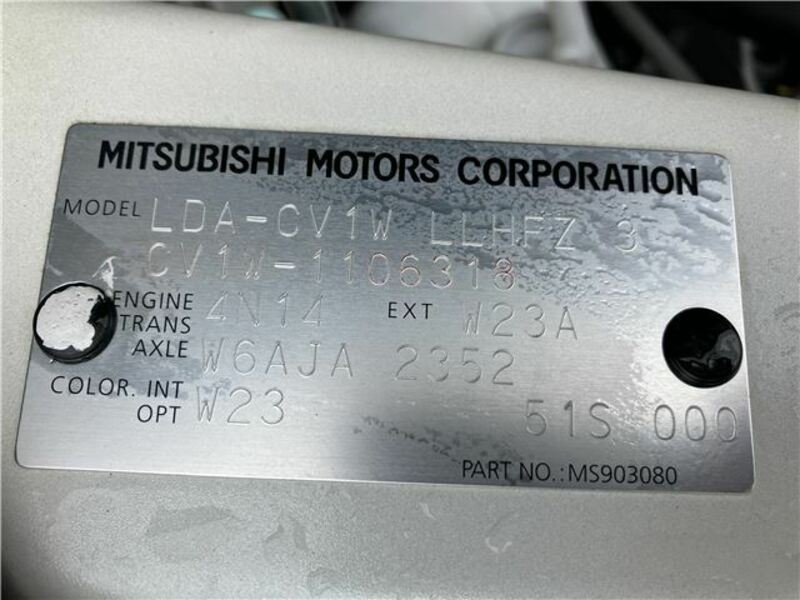 MITSUBISHI MOTORS CORPORATION
MODEL LDA-CV1W LLHFZ 3
CV1W-1106318
ENGINE 4N14 EXT W23A
TRANS
AXLE W6AJA 2352
COLOR. INT W23
OPT 51S 000
PART NO.:MS903080